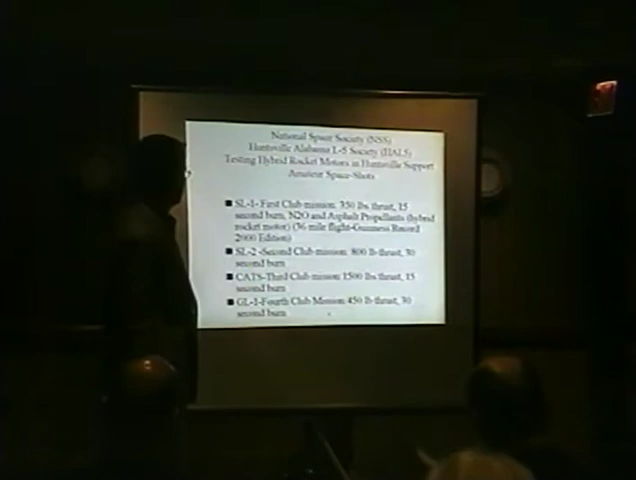 National Space Society (NSS)
Huntsville Alabama L-5 Society (HAL5)
Testing Hybrid Rocket Motors in Huntsville Support
Amateur Space-Shots
SL-1- First Club mission: 350 lbs thrust, 15
second burn, N2O and Asphalt Propellants (hybrid
rocket motor) (36 mile flight-Guinness Record
2000 Edition)
SL-2 -Second Club mission: 800 lb thrust, 30
second burn
CATS-Third Club mission 1500 lbs thrust, 15
second burn
GL-1-Fourth Club Mission 450 lb thrust, 30
second burn